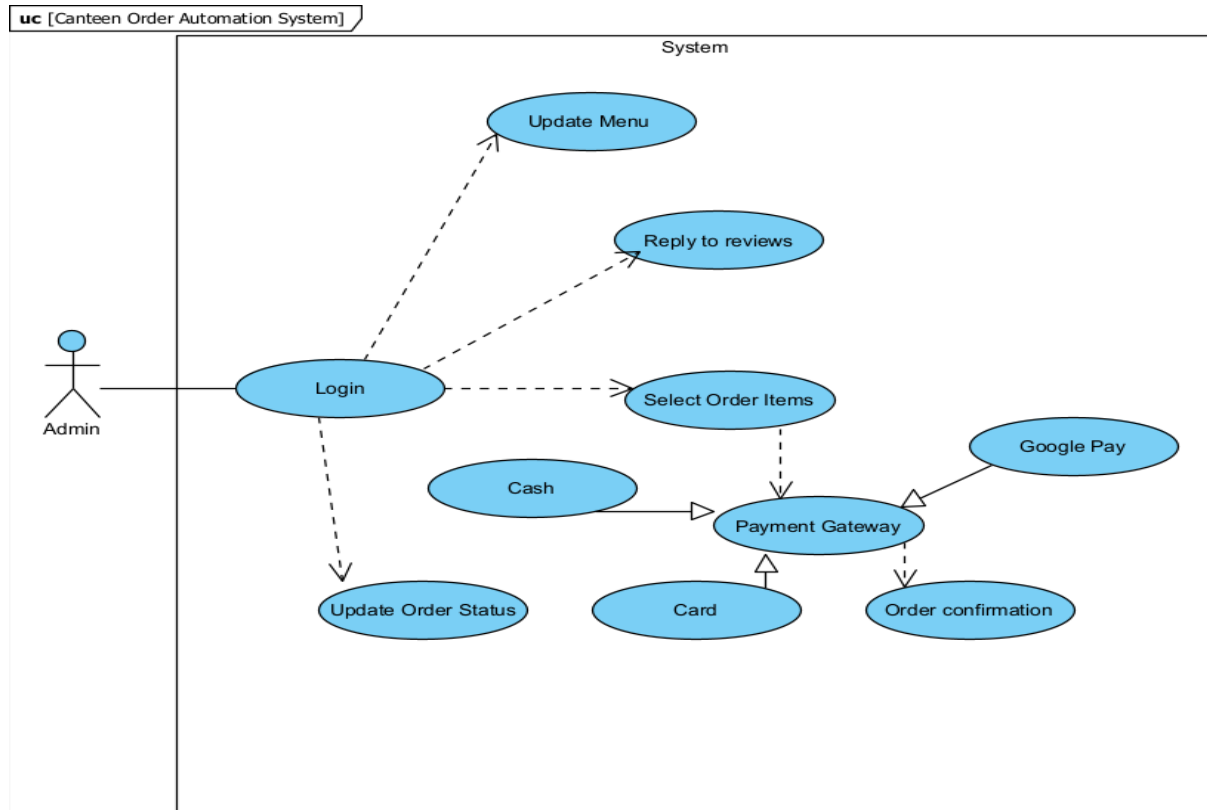 uc [Canteen Order Automation System]
System
Update Menu
Reply to reviews
Login
Select Order Items
Admin
Google Pay
Cash
Payment Gateway
Update Order Status
Card
Order confirmation